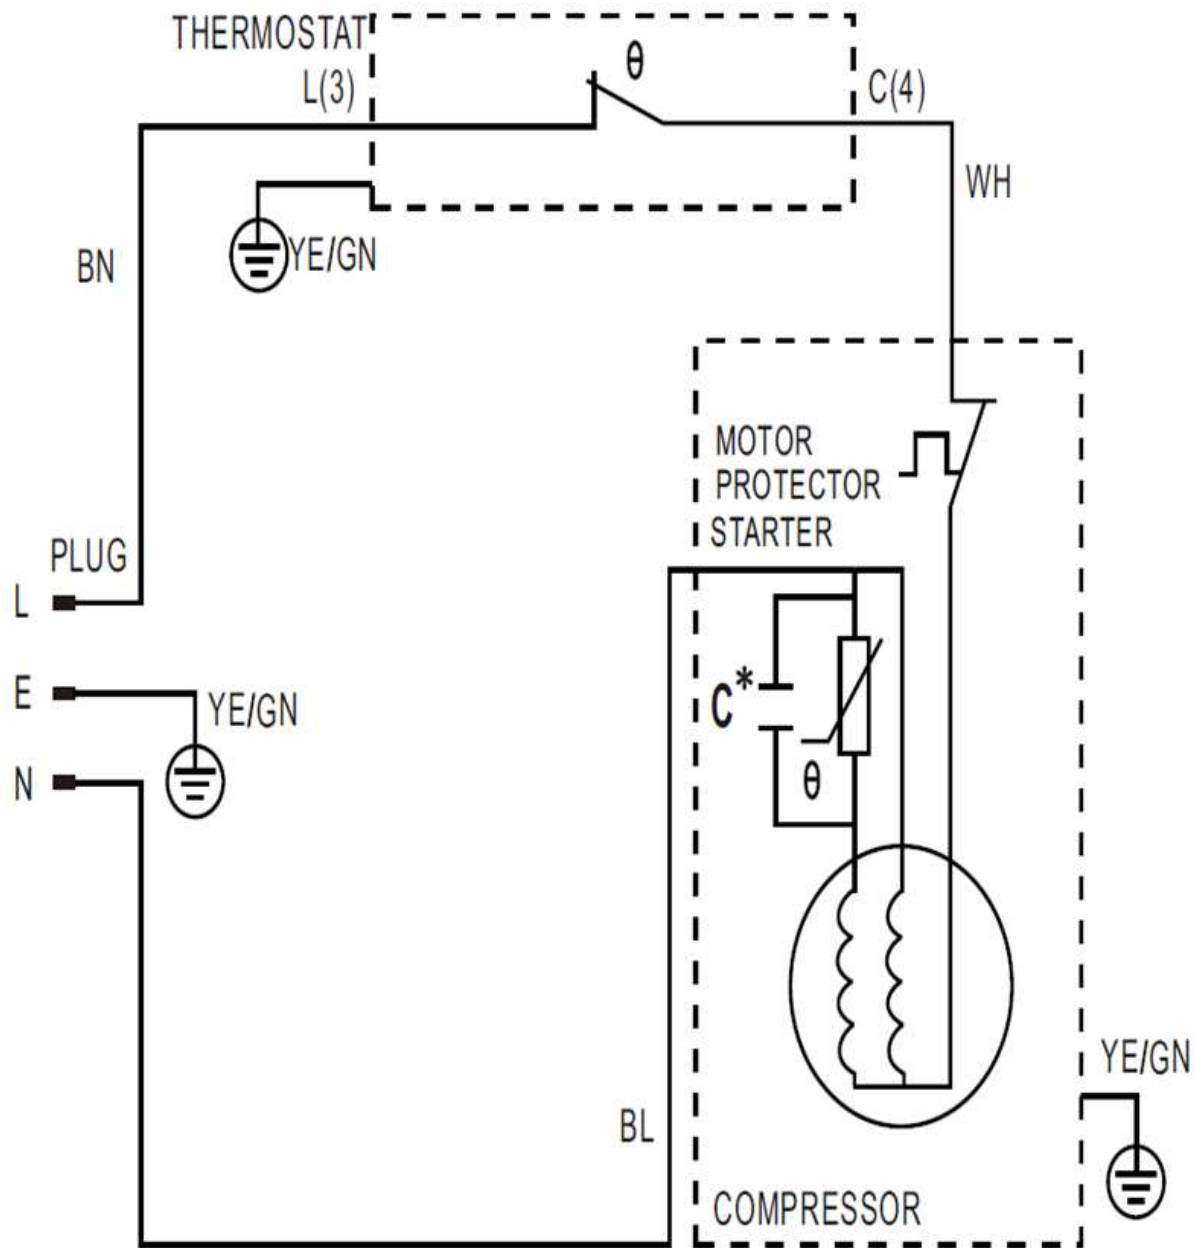 THERMOSTAT
θ
L(3)
C(4)
WH
YE/GN
BN
MOTOR
PROTECTOR
STARTER
PLUG
L
E
YE/GN
C*
N
θ
YE/GN
BL
COMPRESSOR